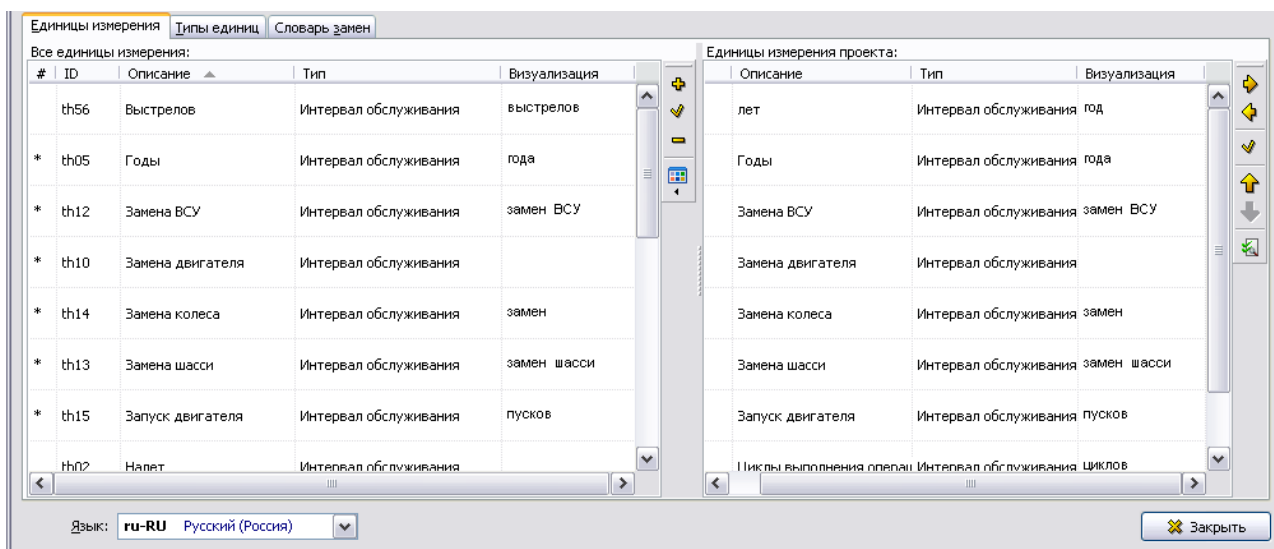 Единицы измерения Типы единиц Словарь замен
Все единицы измерения: Единицы измерения проекта:
# ID Описание Тип Визуализация Описание Тип Визуализация
th56 Выстрелов Интервал обслуживания выстрелов лет Интервал обслуживания год
* th05 Годы Интервал обслуживания года Годы Интервал обслуживания года
* th12 Замена ВСУ Интервал обслуживания замен ВСУ Замена ВСУ Интервал обслуживания замен ВСУ
* th10 Замена двигателя Интервал обслуживания Замена двигателя Интервал обслуживания
* th14 Замена колеса Интервал обслуживания замен Замена колеса Интервал обслуживания замен
* th13 Замена шасси Интервал обслуживания замен шасси Замена шасси Интервал обслуживания замен шасси
* th15 Запуск двигателя Интервал обслуживания пусков Запуск двигателя Интервал обслуживания пусков
th02 Налет Интервал обслуживания Циклы выполнения операц Интервал обслуживания циклов
Язык: ru-RU Русский (Россия) Закрыть